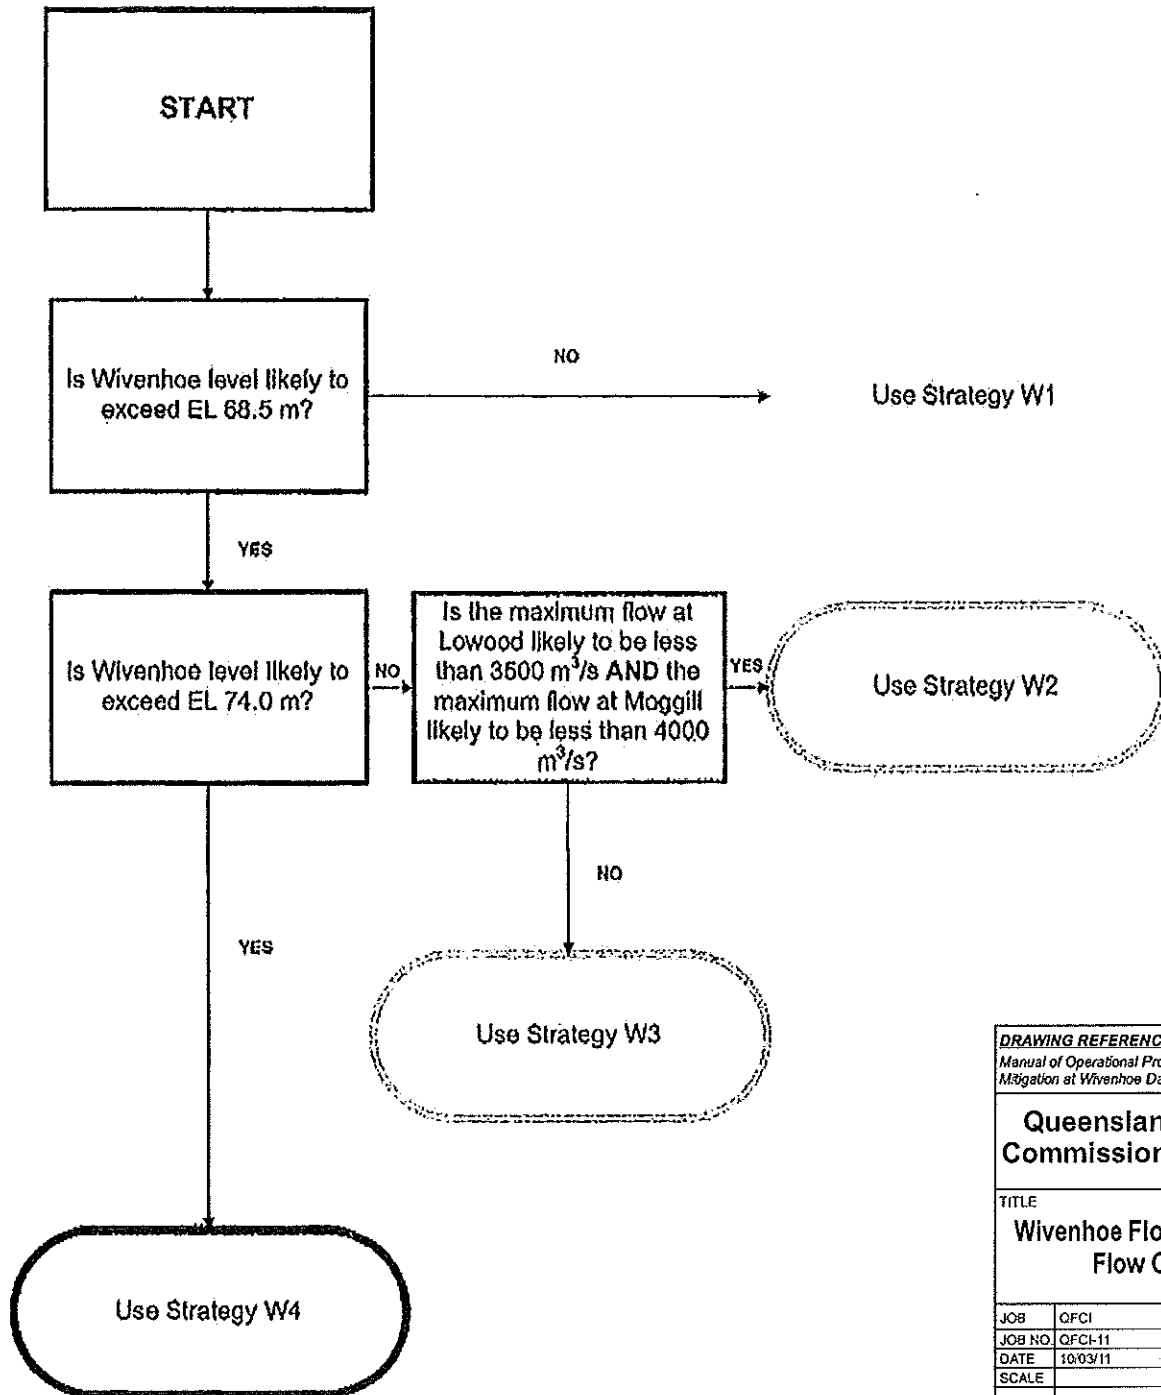 START
Is Wivenhoe level likely to
exceed EL 68.5 m?
NO
Use Strategy W1
YES
Is Wivenhoe level likely to
exceed EL 74.0 m?
NO
Is the maximum flow at
Lowood likely to be less
than 3500 m³/s AND the
maximum flow at Moggill
likely to be less than 4000
m³/s?
YES
Use Strategy W2
NO
YES
Use Strategy W3
Use Strategy W4
DRAWING REFERENC
Manual of Operational Pro
Mitigation at Wivenhoe Da
Queenslan
Commission
TITLE
Wivenhoe Flo
Flow C
JOB QFCI
JOB NO. QFCI-11
DATE 10/03/11
SCALE